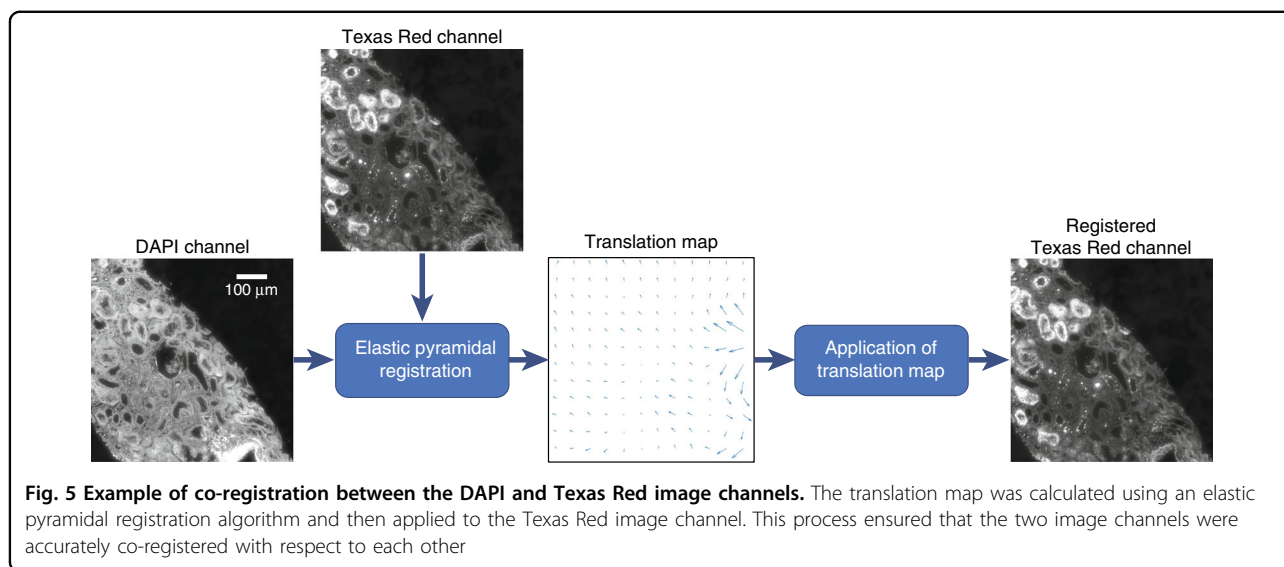 Texas Red channel
DAPI channel
100 μm
Elastic pyramidal
registration
Translation map
Application of
translation map
Registered
Texas Red channel
Fig. 5 Example of co-registration between the DAPI and Texas Red image channels. The translation map was calculated using an elastic
pyramidal registration algorithm and then applied to the Texas Red image channel. This process ensured that the two image channels were
accurately co-registered with respect to each other